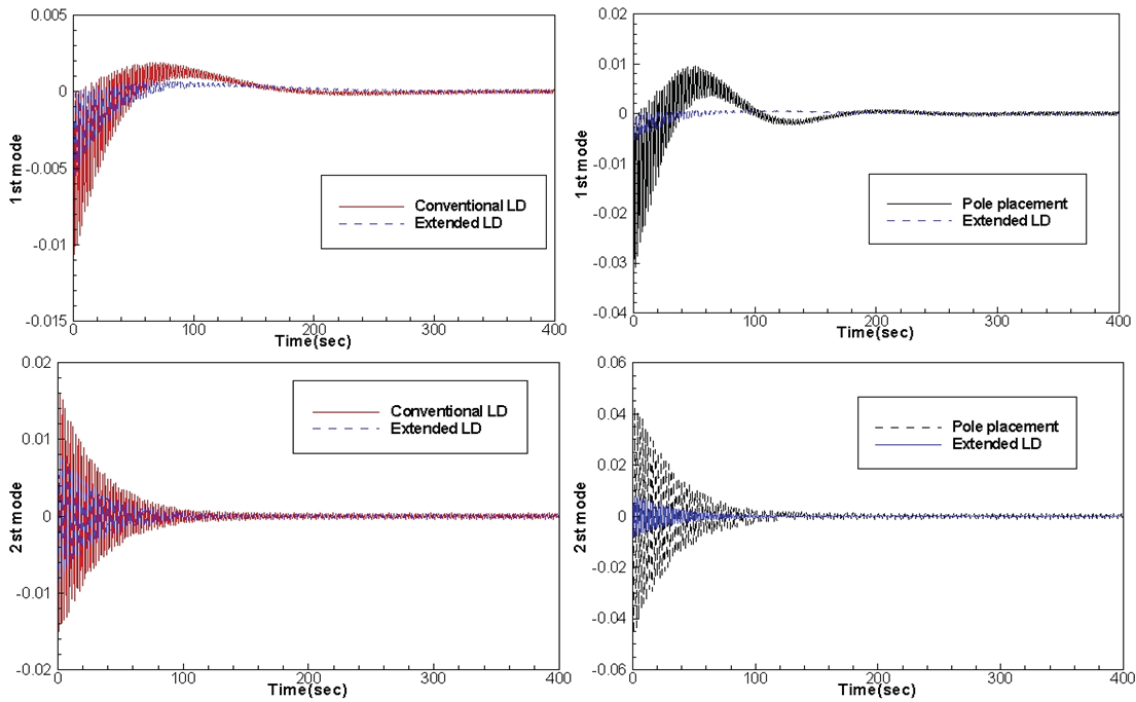 0.005
0
-0.005
-0.01
-0.015
1st mode
Conventional LD
Extended LD
0 100 200 300 400
Time(sec)
0.02
0.01
0
-0.01
-0.02
-0.03
-0.04
1st mode
Pole placement
Extended LD
0 100 200 300 400
Time(sec)
0.02
0.01
0
-0.01
-0.02
2st mode
Conventional LD
Extended LD
0 100 200 300 400
Time(sec)
0.06
0.04
0.02
0
-0.02
-0.04
-0.06
2st mode
Pole placement
Extended LD
0 100 200 300 400
Time(sec)